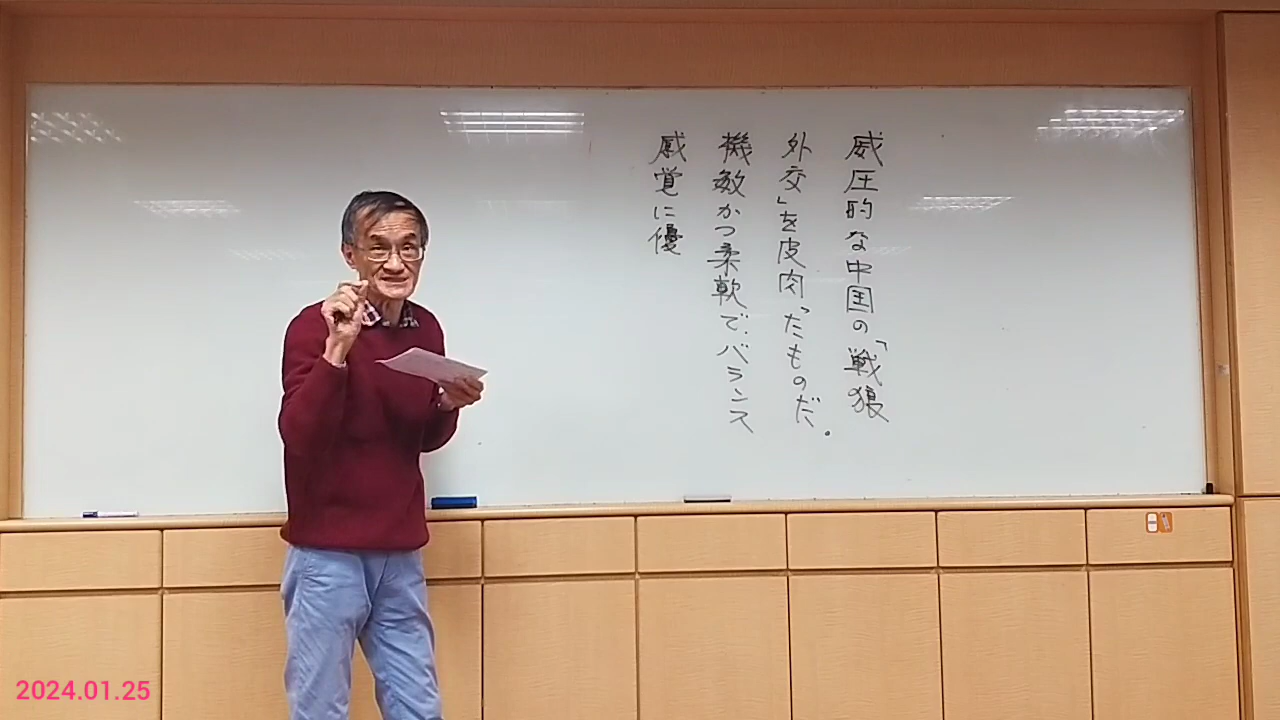 威圧的な中国の「戦狼
外交」を皮肉ったものだ。
機敏かつ柔軟で、バランス
感覚に優
2024.01.25